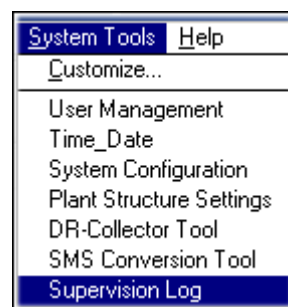 System Tools Help
Customize...
User Management
Time_Date
System Configuration
Plant Structure Settings
DR-Collector Tool
SMS Conversion Tool
Supervision Log